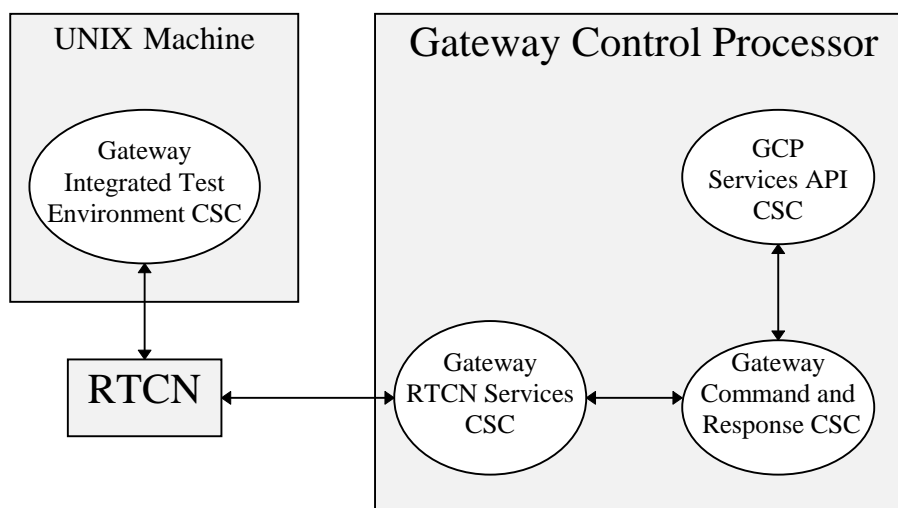 UNIX Machine
Gateway Control Processor
Gateway
Integrated Test
Environment CSC
GCP
Services API
CSC
RTCN
Gateway
RTCN Services
CSC
Gateway
Command and
Response CSC